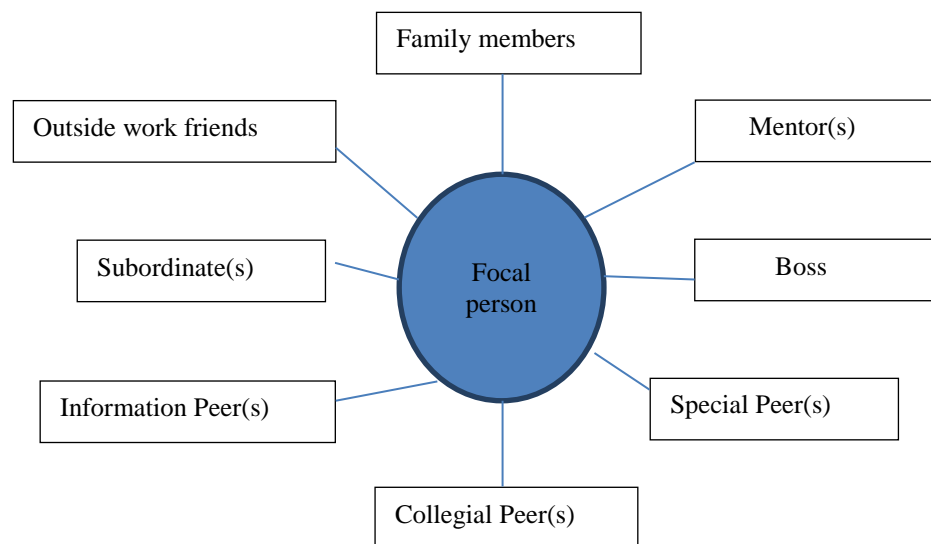 Family members
Outside work friends
Mentor(s)
Subordinate(s)
Focal
person
Boss
Information Peer(s)
Special Peer(s)
Collegial Peer(s)